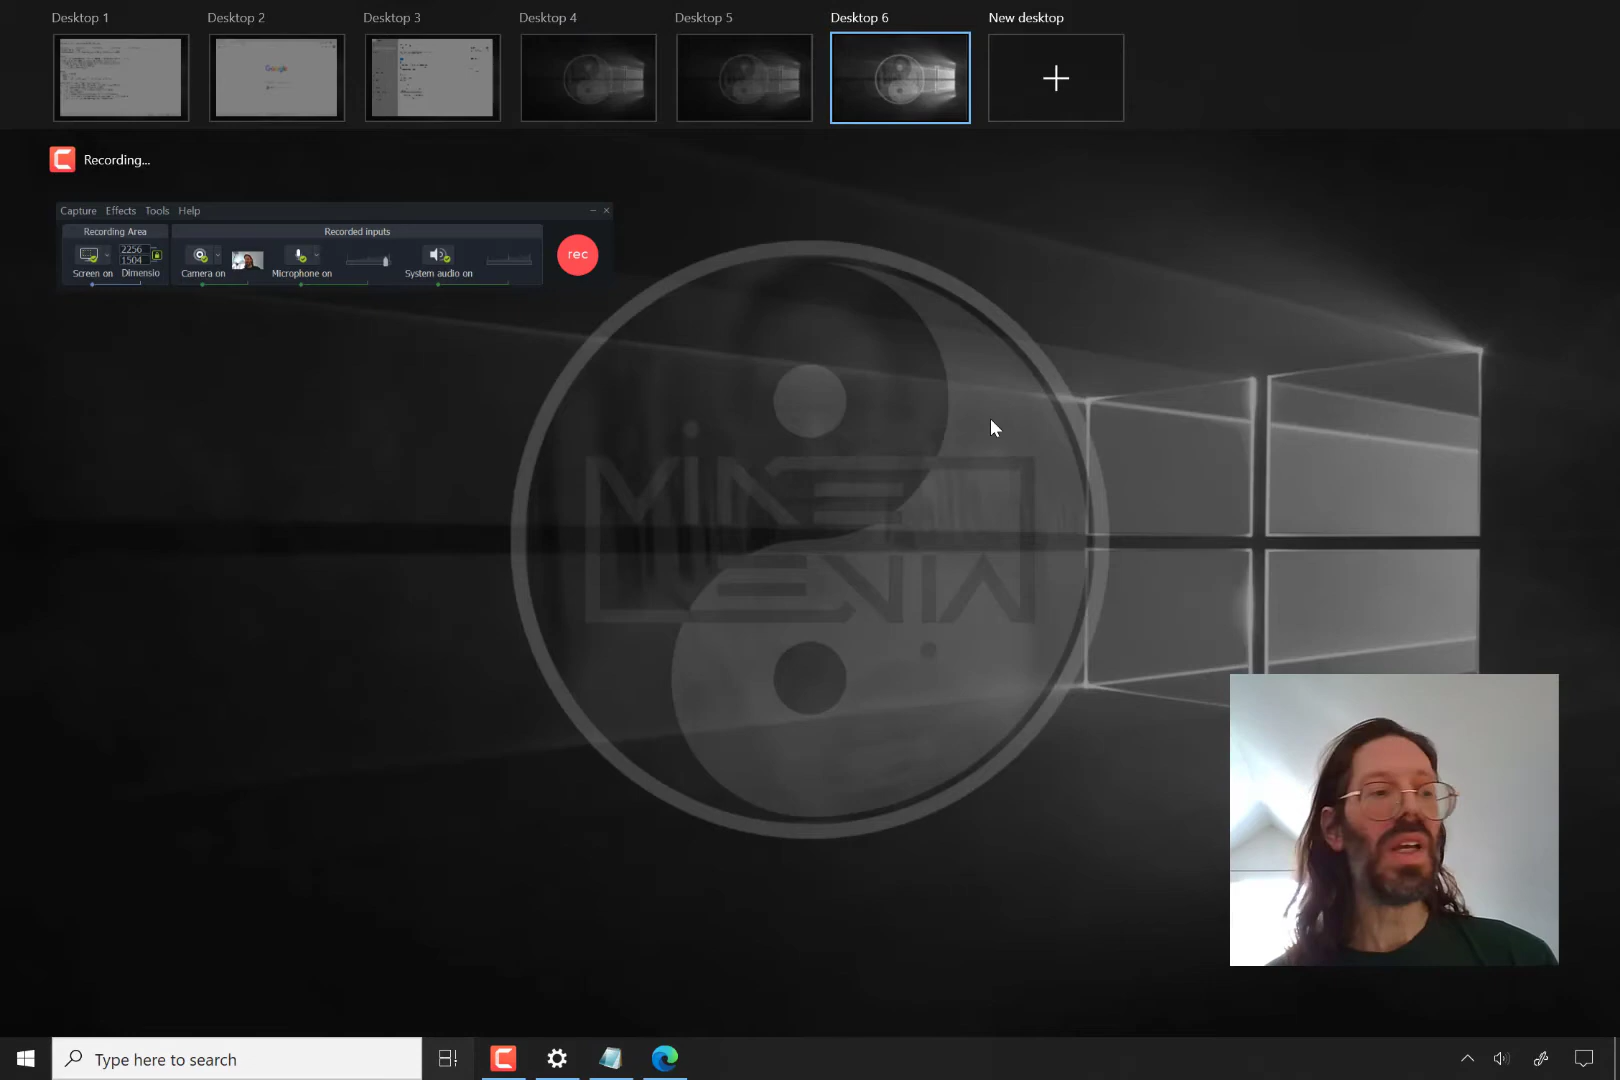 Desktop 1 Desktop 2 Desktop 3 Desktop 4 Desktop 5 Desktop 6 New desktop
Google
Recording...
Capture Effects Tools Help
Recording Area Recorded inputs
2256
1504
rec
Screen on Dimensio Camera on Microphone on System audio on
Type here to search